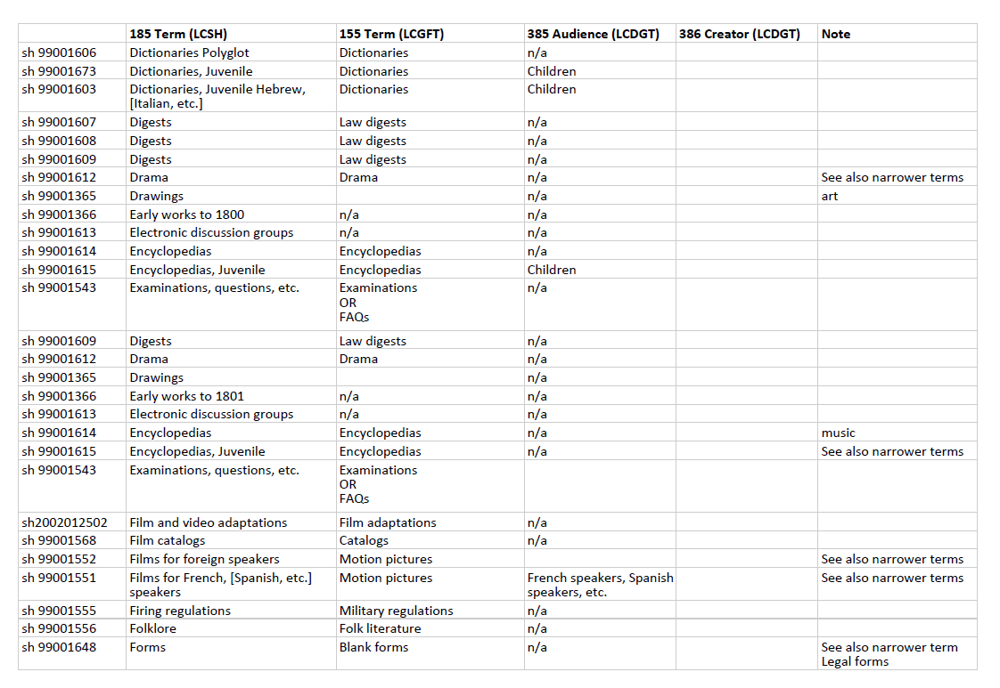 185 Term (LCSH) 155 Term (LCGFT) 385 Audience (LCDGT) 386 Creator (LCDGT) Note
sh 99001606 Dictionaries Polyglot Dictionaries n/a
sh 99001673 Dictionaries, Juvenile Dictionaries Children
sh 99001603 Dictionaries, Juvenile Hebrew, Dictionaries Children
[Italian, etc.]
sh 99001607 Digests Law digests n/a
sh 99001608 Digests Law digests n/a
sh 99001609 Digests Law digests n/a
sh 99001612 Drama Drama n/a See also narrower terms
sh 99001365 Drawings n/a art
sh 99001366 Early works to 1800 n/a n/a
sh 99001613 Electronic discussion groups n/a n/a
sh 99001614 Encyclopedias Encyclopedias n/a
sh 99001615 Encyclopedias, Juvenile Encyclopedias Children
sh 99001543 Examinations, questions, etc. Examinations n/a
OR
FAQs
sh 99001609 Digests Law digests n/a
sh 99001612 Drama Drama n/a
sh 99001365 Drawings n/a
sh 99001366 Early works to 1801 n/a n/a
sh 99001613 Electronic discussion groups n/a n/a
sh 99001614 Encyclopedias Encyclopedias n/a music
sh 99001615 Encyclopedias, Juvenile Encyclopedias n/a See also narrower terms
sh 99001543 Examinations, questions, etc. Examinations
OR
FAQs
sh2002012502 Film and video adaptations Film adaptations n/a
sh 99001568 Film catalogs Catalogs n/a
sh 99001552 Films for foreign speakers Motion pictures See also narrower terms
sh 99001551 Films for French, [Spanish, etc.] Motion pictures French speakers, Spanish See also narrower terms
speakers speakers, etc.
sh 99001555 Firing regulations Military regulations n/a
sh 99001556 Folklore Folk literature n/a
sh 99001648 Forms Blank forms n/a See also narrower term
Legal forms